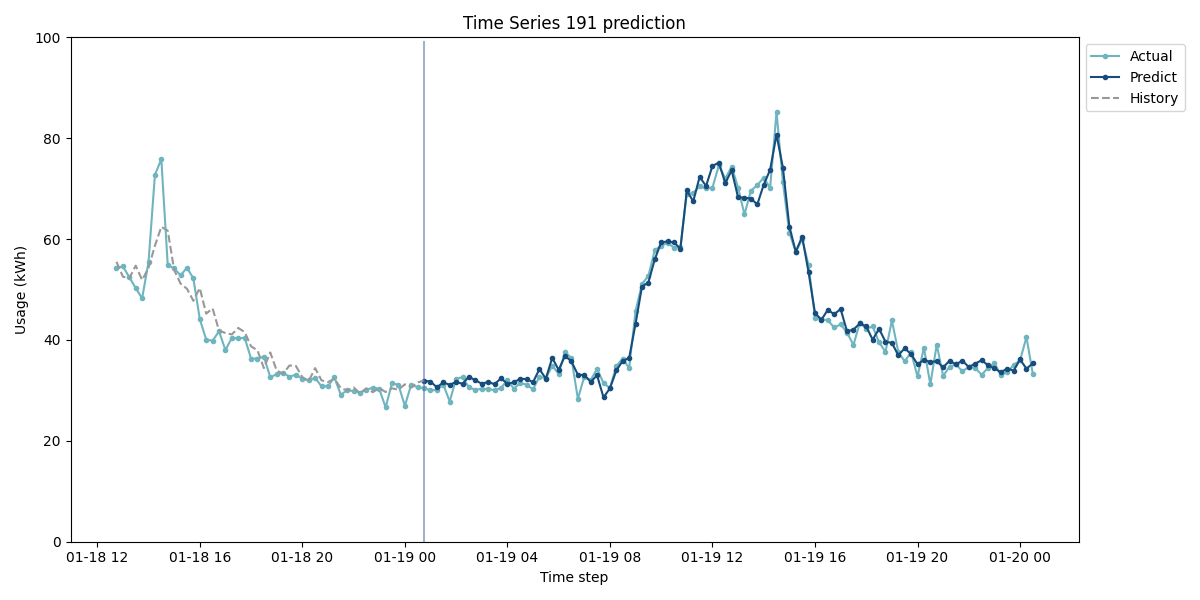 Time Series 191 prediction
Usage (kWh)
100
80
60
40
20
0
01-18 12
01-18 16
01-18 20
01-19 00
01-19 04
01-19 08
01-19 12
01-19 16
01-19 20
01-20 00
Time step
Actual
Predict
History